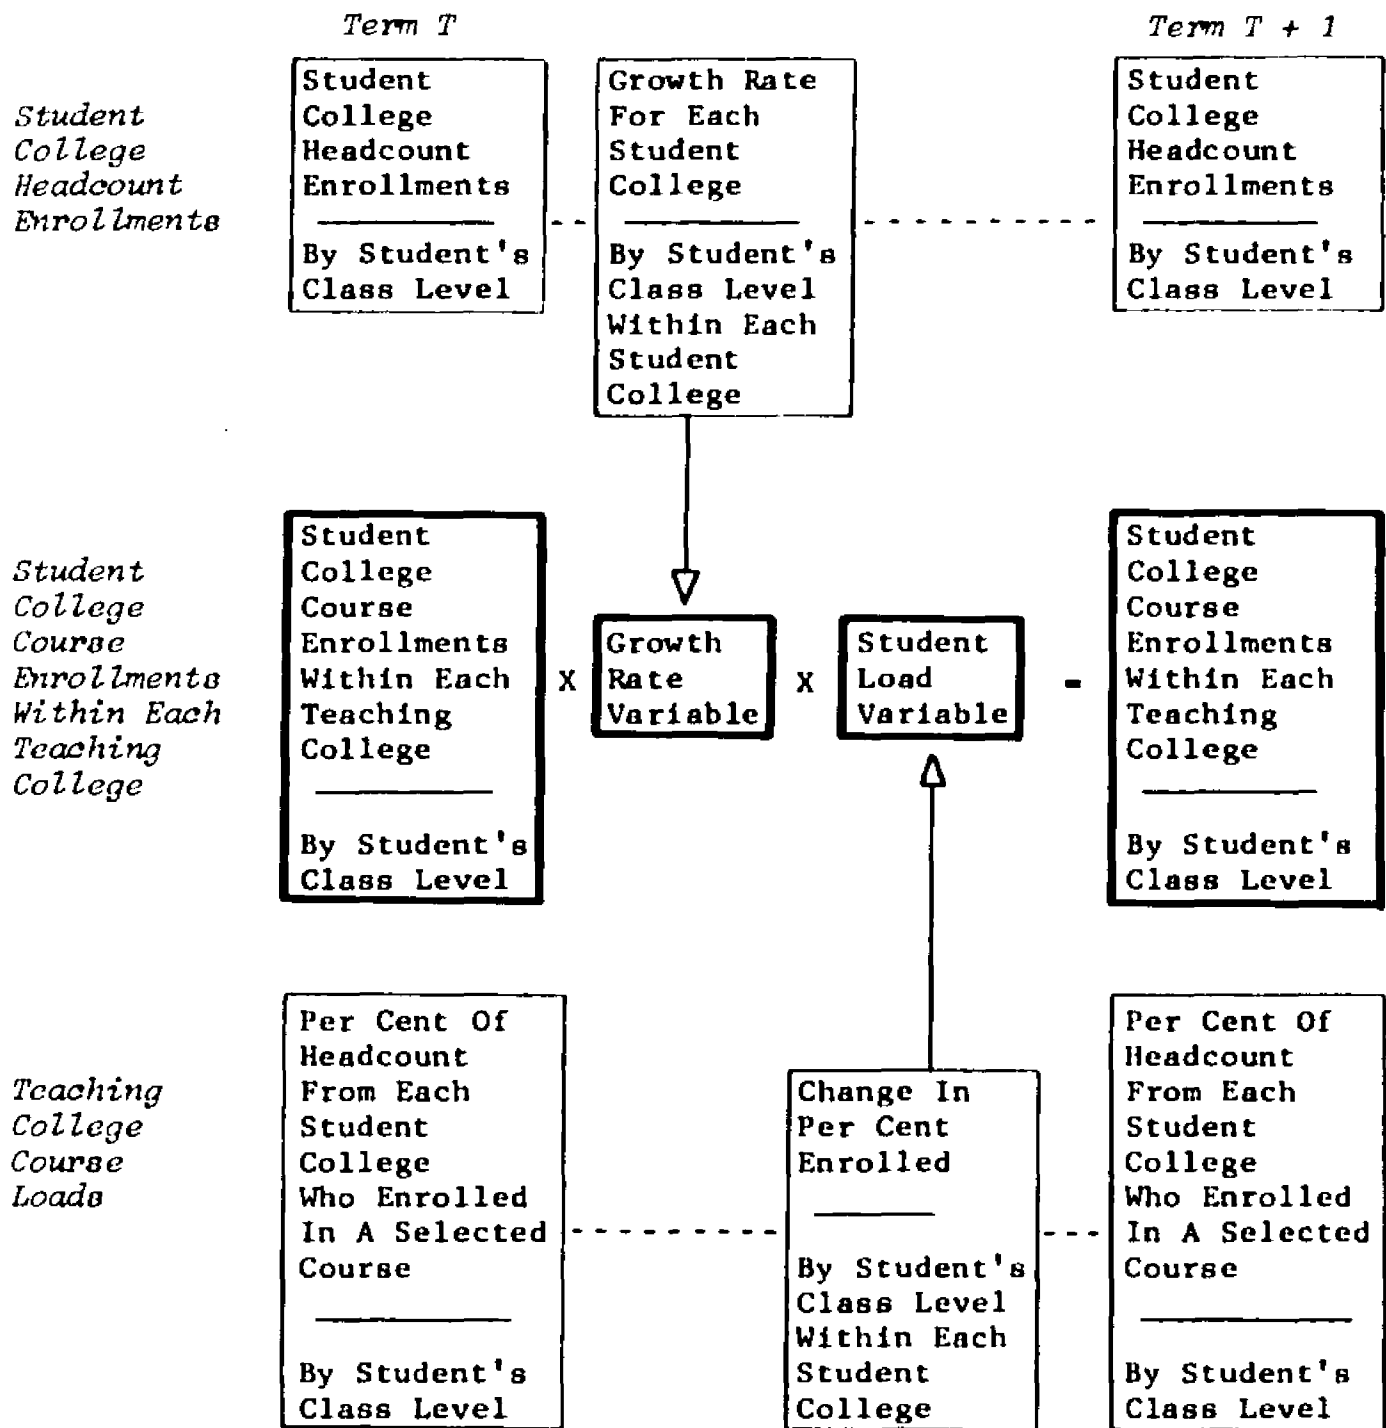 Term T
Term T + 1
Student
College
Headcount
Enrollments
Student
College
Headcount
Enrollments
By Student's
Class Level
Growth Rate
For Each
Student
College
By Student's
Class Level
Within Each
Student
College
Student
College
Headcount
Enrollments
By Student's
Class Level
Student
College
Course
Enrollments
Within Each
Teaching
College
Student
College
Course
Enrollments
Within Each
Teaching
College
By Student's
Class Level
X
Growth
Rate
Variable
X
Student
Load
Variable
=
Student
College
Course
Enrollments
Within Each
Teaching
College
By Student's
Class Level
Teaching
College
Course
Loads
Per Cent Of
Headcount
From Each
Student
College
Who Enrolled
In A Selected
Course
By Student's
Class Level
Change In
Per Cent
Enrolled
By Student's
Class Level
Within Each
Student
College
Per Cent Of
Headcount
From Each
Student
College
Who Enrolled
In A Selected
Course
By Student's
Class Level